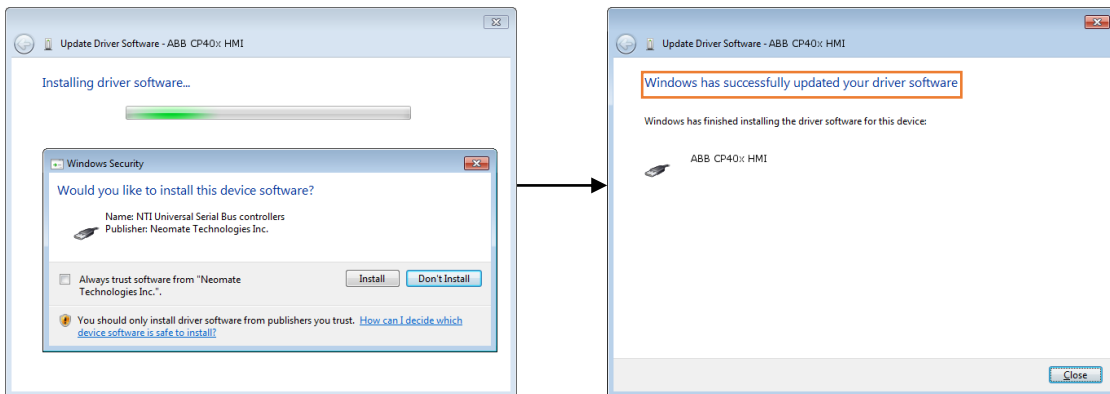 Update Driver Software - ABB CP40x HMI
Installing driver software...
Windows Security
Would you like to install this device software?
Name: NTI Universal Serial Bus controllers
Publisher: Neomate Technologies Inc.
Always trust software from "Neomate
Technologies Inc.".
Install
Don't Install
You should only install driver software from publishers you trust. How can I decide which
device software is safe to install?
Update Driver Software - ABB CP40x HMI
Windows has successfully updated your driver software
Windows has finished installing the driver software for this device:
ABB CP40x HMI
Close